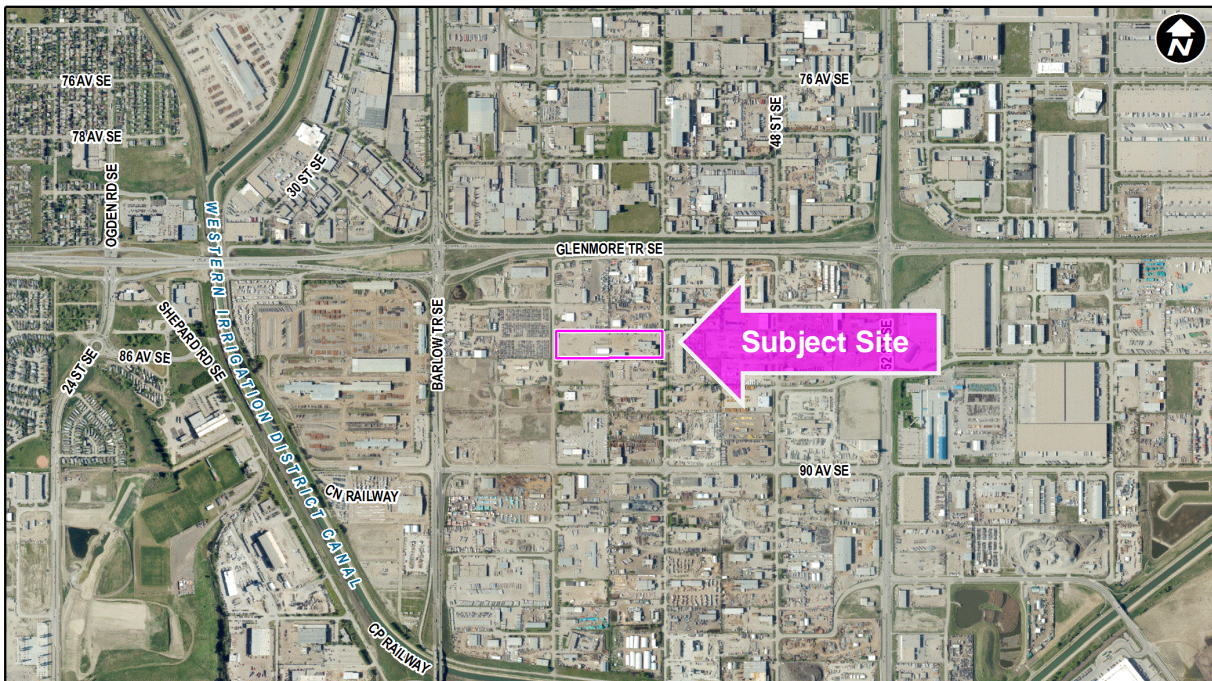 N
76 AV SE
76 AV SE
78 AV SE
48 ST SE
30 ST SE
OGDEN RD SE
WESTERN IRRIGATION DISTRICT CANAL
GLENMORE TR SE
SHEPARD RD SE
BARLOW TR SE
Subject Site
52 SE
86 AV SE
24 ST SE
90 AV SE
CN RAILWAY
CP RAILWAY